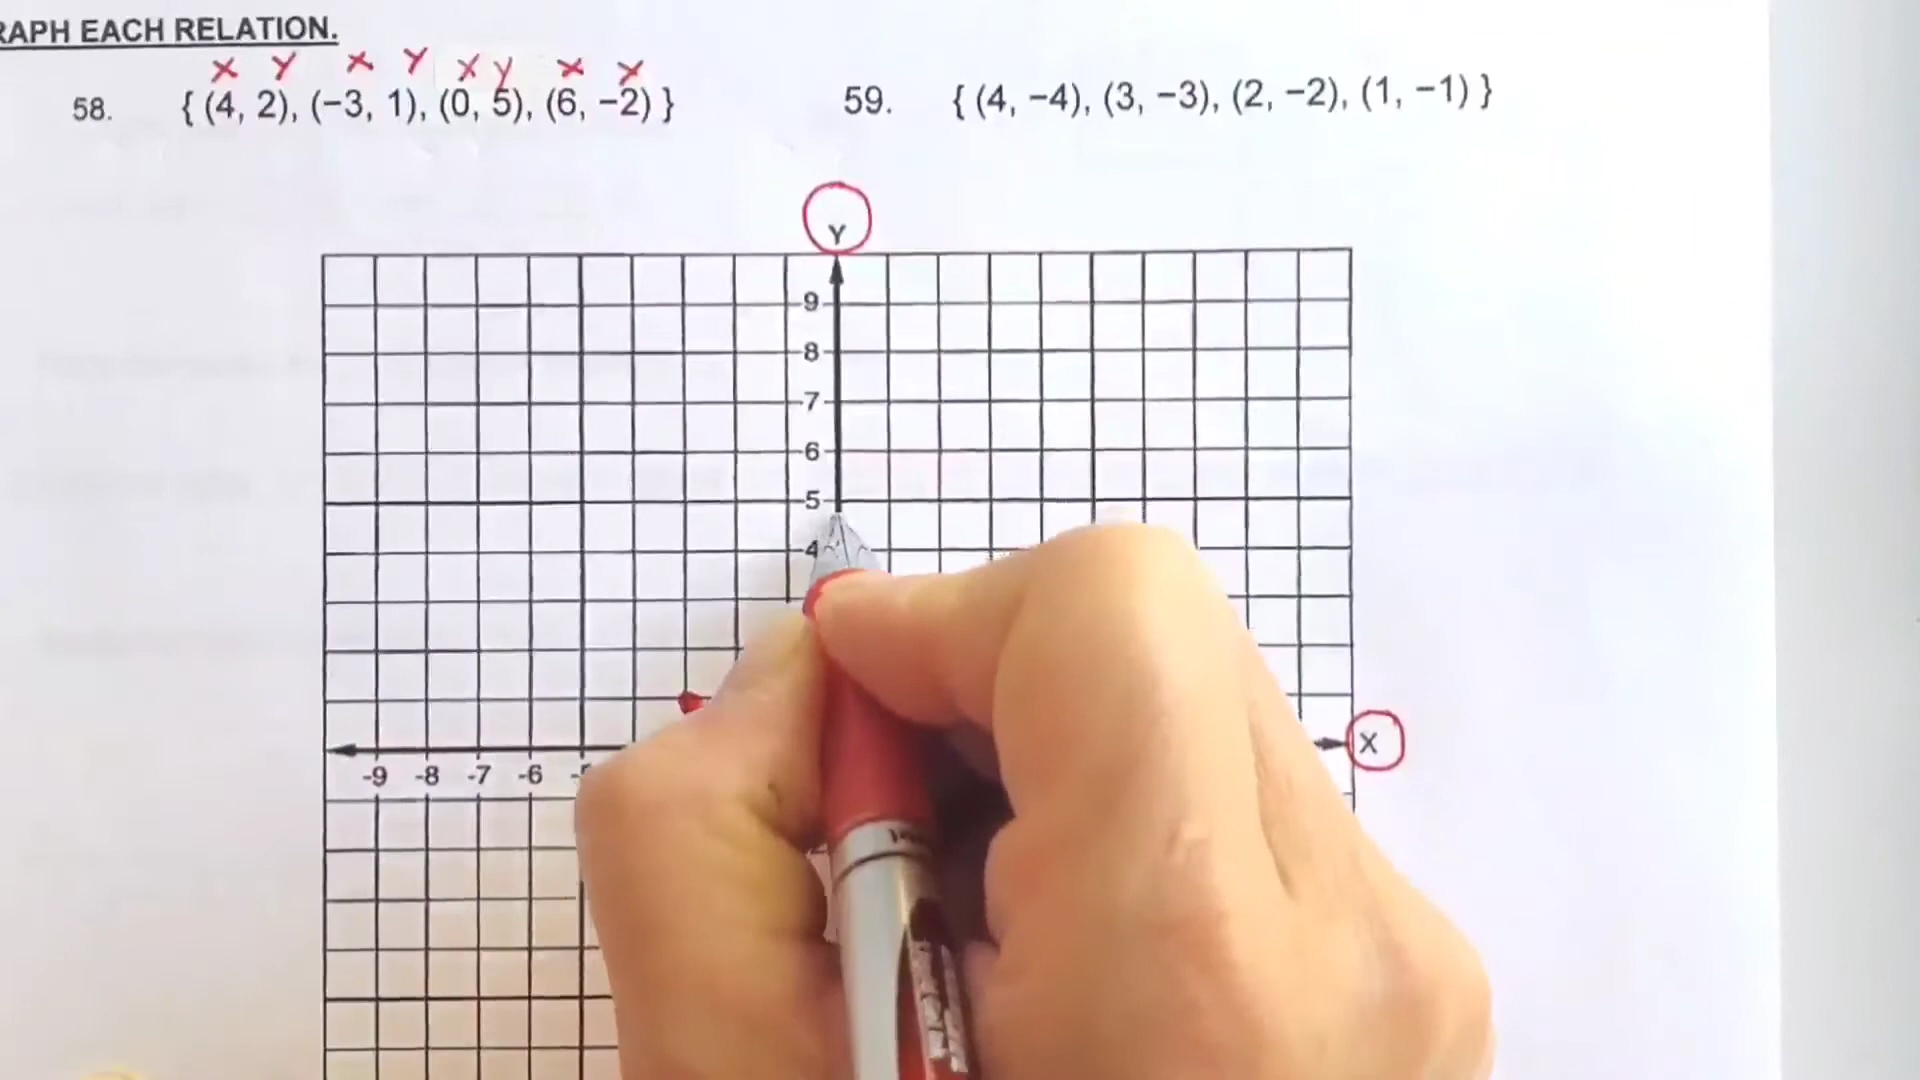 RAPH EACH RELATION.
X Y X Y X Y X Y
58. { (4, 2), (−3, 1), (0, 5), (6, −2) }
59. { (4, −4), (3, −3), (2, −2), (1, −1) }
Y
9
8
7
6
5
4
X
-9 -8 -7 -6